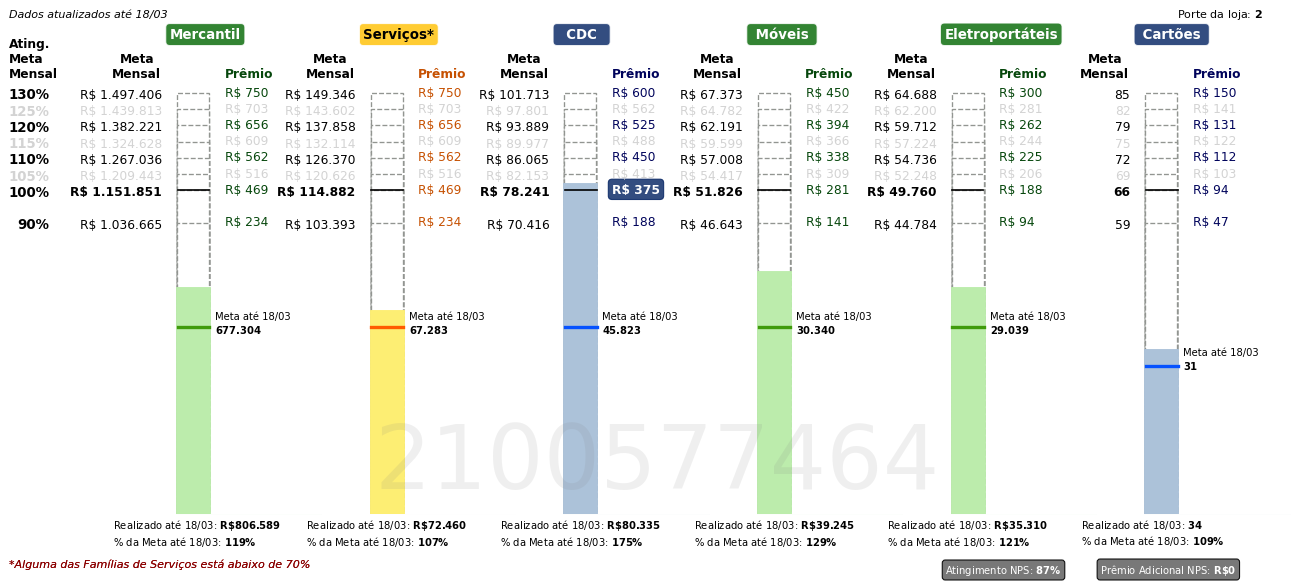 Dados atualizados até 18/03
Porte da loja: 2
Mercantil Serviços* CDC Móveis Eletroportáteis Cartões
Ating.
Meta Meta Meta Meta Meta Meta Meta
Mensal Mensal Prêmio Mensal Prêmio Mensal Prêmio Mensal Prêmio Mensal Prêmio Mensal Prêmio
130% R$ 1.497.406 R$ 750 R$ 149.346 R$ 750 R$ 101.713 R$ 600 R$ 67.373 R$ 450 R$ 64.688 R$ 300 85 R$ 150
125% R$ 1.439.813 R$ 703 R$ 143.602 R$ 703 R$ 97.801 R$ 562 R$ 64.782 R$ 422 R$ 62.200 R$ 281 82 R$ 141
120% R$ 1.382.221 R$ 656 R$ 137.858 R$ 656 R$ 93.889 R$ 525 R$ 62.191 R$ 394 R$ 59.712 R$ 262 79 R$ 131
115% R$ 1.324.628 R$ 609 R$ 132.114 R$ 609 R$ 89.977 R$ 488 R$ 59.599 R$ 366 R$ 57.224 R$ 244 75 R$ 122
110% R$ 1.267.036 R$ 562 R$ 126.370 R$ 562 R$ 86.065 R$ 450 R$ 57.008 R$ 338 R$ 54.736 R$ 225 72 R$ 112
105% R$ 1.209.443 R$ 516 R$ 120.626 R$ 516 R$ 82.153 R$ 413 R$ 54.417 R$ 309 R$ 52.248 R$ 206 69 R$ 103
100% R$ 1.151.851 R$ 469 R$ 114.882 R$ 469 R$ 78.241 R$ 375 R$ 51.826 R$ 281 R$ 49.760 R$ 188 66 R$ 94
90% R$ 1.036.665 R$ 234 R$ 103.393 R$ 234 R$ 70.416 R$ 188 R$ 46.643 R$ 141 R$ 44.784 R$ 94 59 R$ 47
Meta até 18/03 Meta até 18/03 Meta até 18/03 Meta até 18/03 Meta até 18/03
677.304 67.283 45.823 30.340 29.039
Meta até 18/03
31
2100577464
Realizado até 18/03: R$806.589 Realizado até 18/03: R$72.460 Realizado até 18/03: R$80.335 Realizado até 18/03: R$39.245 Realizado até 18/03: R$35.310 Realizado até 18/03: 34
% da Meta até 18/03: 119% % da Meta até 18/03: 107% % da Meta até 18/03: 175% % da Meta até 18/03: 129% % da Meta até 18/03: 121% % da Meta até 18/03: 109%
*Alguma das Famílias de Serviços está abaixo de 70%
Atingimento NPS: 87% Prêmio Adicional NPS: R$0